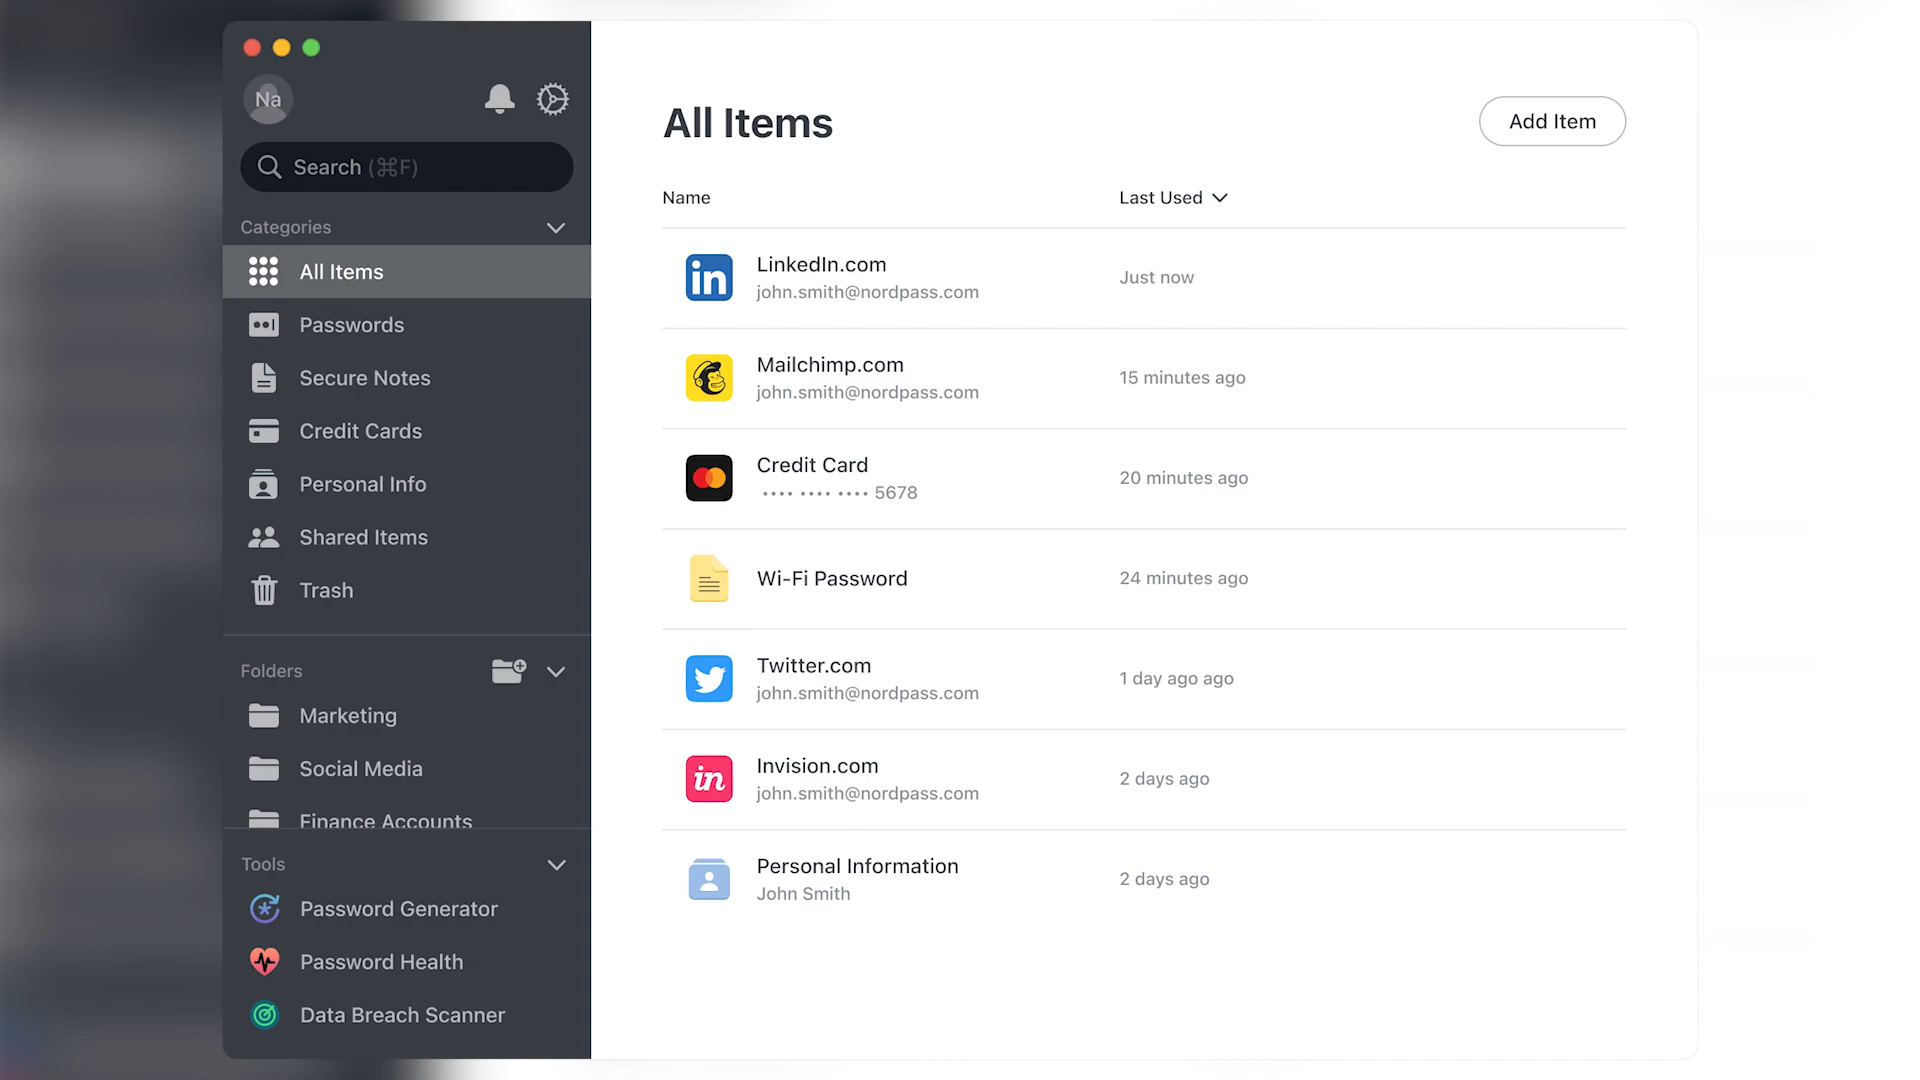 Na
Search (⌘F)
Categories
All Items
Passwords
Secure Notes
Credit Cards
Personal Info
Shared Items
Trash
Folders
Marketing
Social Media
Finance Accounts
Tools
Password Generator
Password Health
Data Breach Scanner
All Items
Add Item
Name Last Used
in
LinkedIn.com
john.smith@nordpass.com
Just now
Mailchimp.com
john.smith@nordpass.com
15 minutes ago
Credit Card
•••• •••• •••• 5678
20 minutes ago
Wi-Fi Password
24 minutes ago
Twitter.com
john.smith@nordpass.com
1 day ago ago
in
Invision.com
john.smith@nordpass.com
2 days ago
Personal Information
John Smith
2 days ago